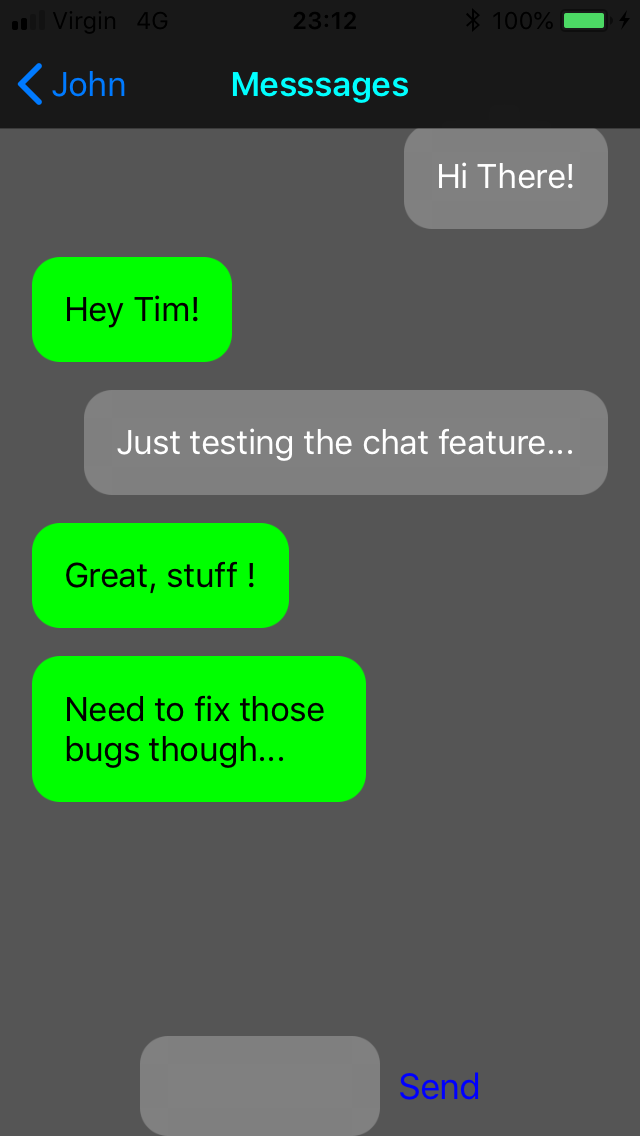 Virgin 4G 23:12 100%
John Messsages
Hi There!
Hey Tim!
Just testing the chat feature...
Great, stuff !
Need to fix those
bugs though...
Send